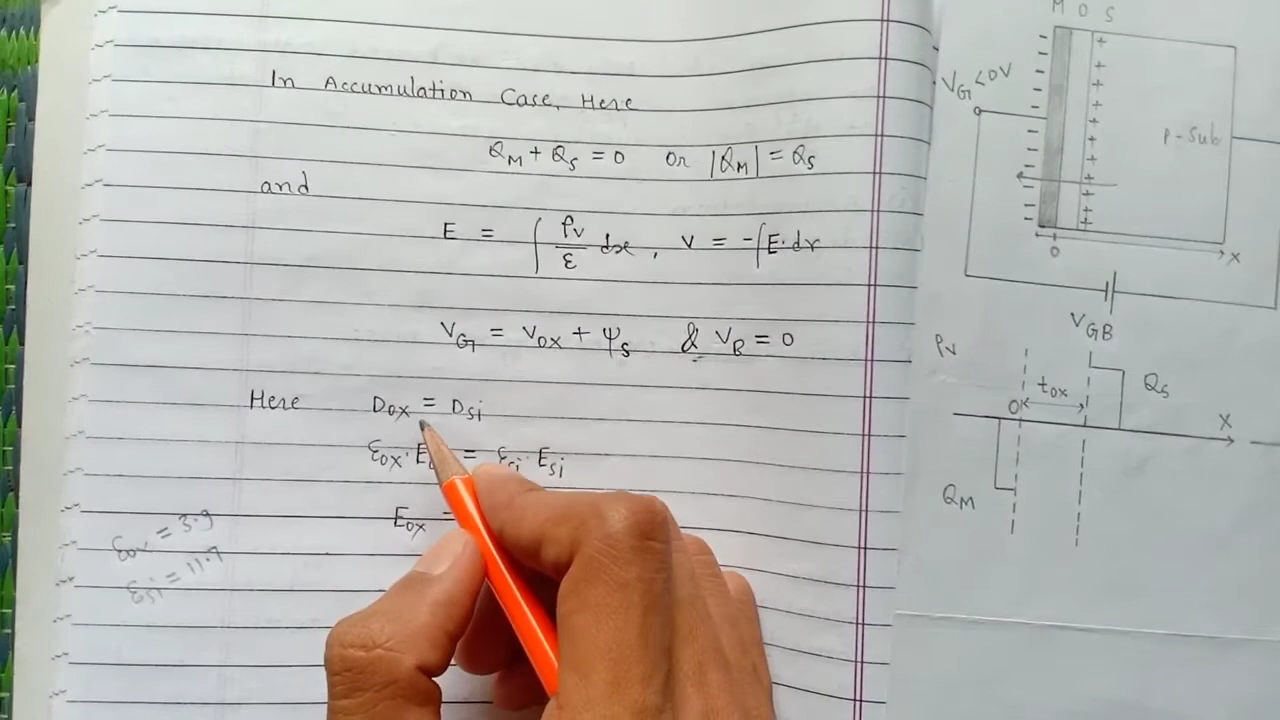 In Accumulation Case, Here
Q_M + Q_S = 0 or |Q_M| = Q_S
and
E = ∫ ρ_v/ε dx, V = -∫E·dr
V_G = V_ox + ψ_s & V_B = 0
Here D_ox = D_si
ε_ox · E = ε_si · E_si
E_ox =
ε_ox = 3.9
ε_si = 11.7
M O S
V_G < 0V
p-sub
0
x
V_GB
ρ_v
t_ox
Q_S
0
x
Q_M